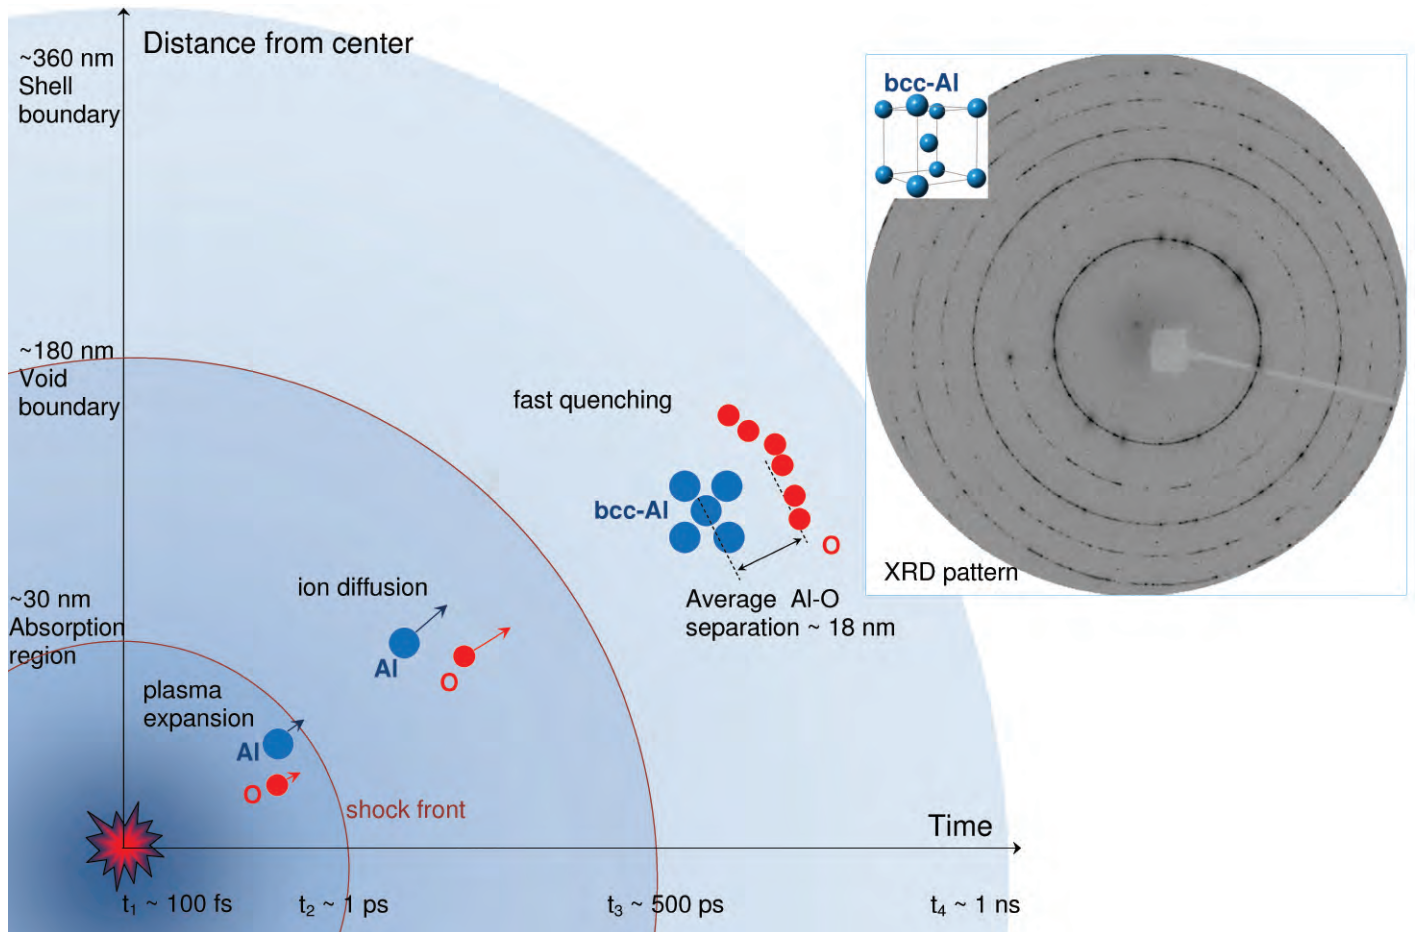 Distance from center
~360 nm
Shell
boundary
bcc-Al
~180 nm
Void
boundary
fast quenching
bcc-Al
O
XRD pattern
Average Al-O
separation ~ 18 nm
ion diffusion
Al
O
~30 nm
Absorption
region
plasma
expansion
Al
O
shock front
Time
t₁ ~ 100 fs
t₂ ~ 1 ps
t₃ ~ 500 ps
t₄ ~ 1 ns